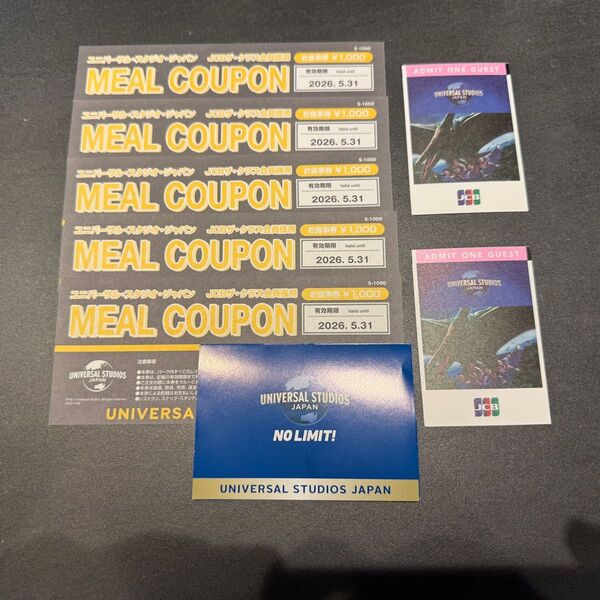 S-1000
ユニバーサル・スタジオ・ジャパン JCBザ・クラス会員様用 お食事券 ¥1,000
MEAL COUPON
有効期限 Valid until
2026. 5.31
S-1000
ユニバーサル・スタジオ・ジャパン JCBザ・クラス会員様用 お食事券 ¥1,000
MEAL COUPON
有効期限 Valid until
2026. 5.31
S-1000
ユニバーサル・スタジオ・ジャパン JCBザ・クラス会員様用 お食事券 ¥1,000
MEAL COUPON
有効期限 Valid until
2026. 5.31
S-1000
ユニバーサル・スタジオ・ジャパン JCBザ・クラス会員様用 お食事券 ¥1,000
MEAL COUPON
有効期限 Valid until
2026. 5.31
S-1000
ユニバーサル・スタジオ・ジャパン JCBザ・クラス会員様用 お食事券 ¥1,000
MEAL COUPON
有効期限 Valid until
2026. 5.31
注意事項
UNIVERSAL STUDIOS
JAPAN
UNIVERSA
UNIVERSAL STUDIOS
JAPAN
NO LIMIT!
UNIVERSAL STUDIOS JAPAN
ADMIT ONE GUEST
UNIVERSAL STUDIOS
JAPAN
JCB
ADMIT ONE GUEST
UNIVERSAL STUDIOS
JAPAN
JCB